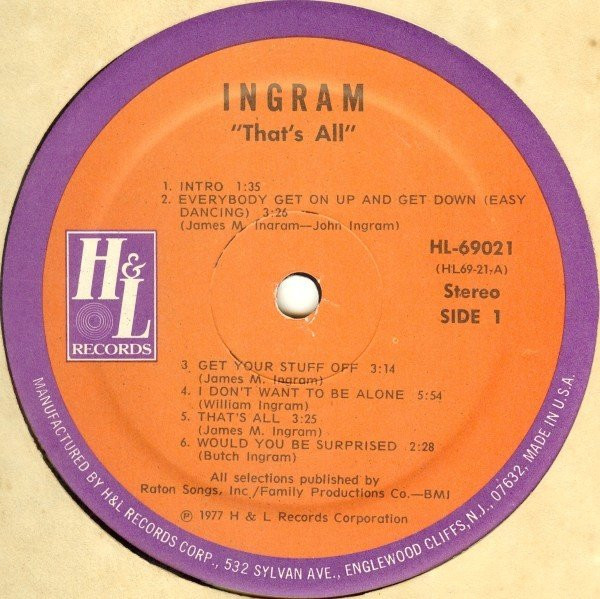 INGRAM
"That's All"
1. INTRO 1:35
2. EVERYBODY GET ON UP AND GET DOWN (EASY
DANCING) 3:26
(James M. Ingram—John Ingram)
H&L
RECORDS
HL-69021
(HL69-21-A)
Stereo
SIDE 1
3 GET YOUR STUFF OFF 3:14
(James M. Ingram)
4. I DON'T WANT TO BE ALONE 5:54
(William Ingram)
5. THAT'S ALL 3:25
(James M. Ingram)
6. WOULD YOU BE SURPRISED 2:28
(Butch Ingram)
All selections published by
Raton Songs, Inc./Family Productions Co.—BMI
℗ 1977 H & L Records Corporation
MANUFACTURED BY H&L RECORDS CORP., 532 SYLVAN AVE., ENGLEWOOD CLIFFS, N.J., 07632, MADE IN U.S.A.